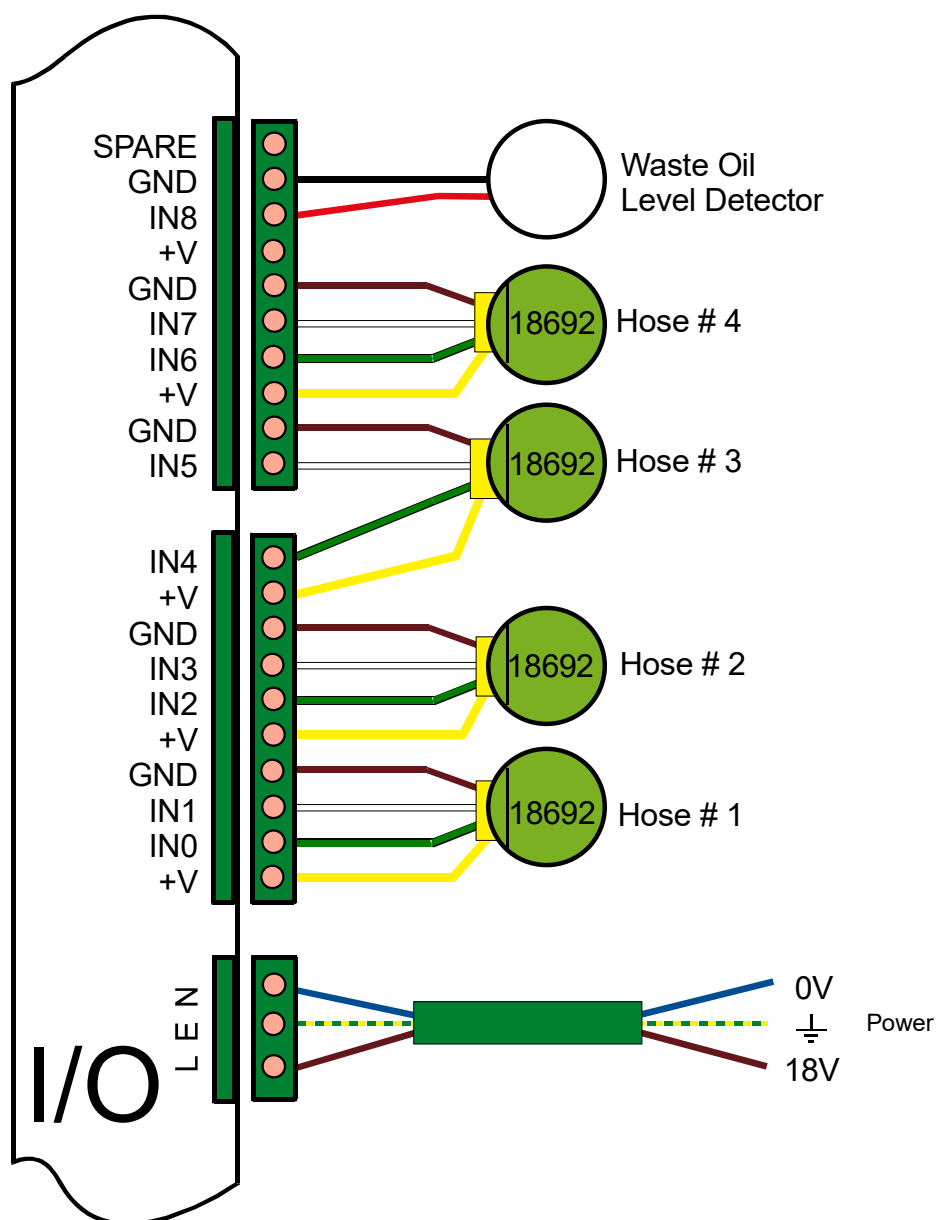 SPARE
GND
IN8
+V
GND
IN7
IN6
+V
GND
IN5
Waste Oil
Level Detector
18692 Hose # 4
18692 Hose # 3
IN4
+V
GND
IN3
IN2
+V
GND
IN1
IN0
+V
18692 Hose # 2
18692 Hose # 1
L E N
I/O
0V
Power
18V